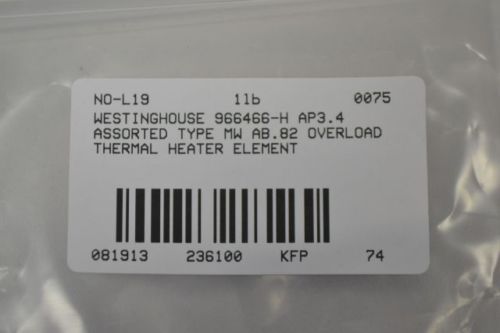 NO-L19 1lb 0075
WESTINGHOUSE 966466-H AP3.4
ASSORTED TYPE MW AB.82 OVERLOAD
THERMAL HEATER ELEMENT
081913 236100 KFP 74